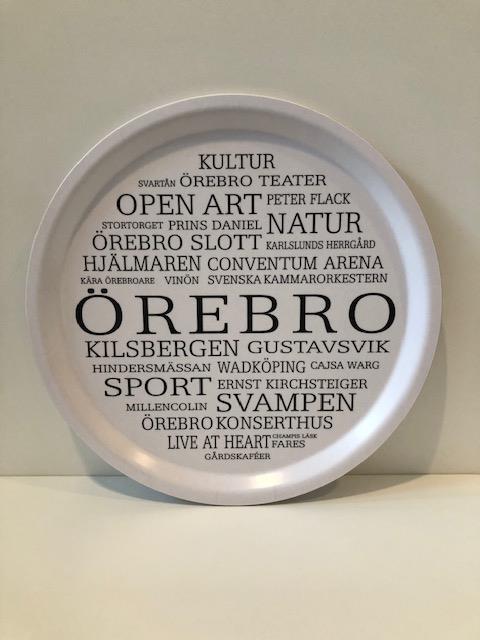 KULTUR
SVARTÅN ÖREBRO TEATER
OPEN ART PETER FLACK
STORTORGET PRINS DANIEL NATUR
ÖREBRO SLOTT KARLSLUNDS HERRGÅRD
HJÄLMAREN CONVENTUM ARENA
KÄRA ÖREBROARE VINÖN SVENSKA KAMMARORKESTERN
ÖREBRO
KILSBERGEN GUSTAVSVIK
HINDERSMÄSSAN WADKÖPING CAJSA WARG
SPORT ERNST KIRCHSTEIGER
MILLENCOLIN SVAMPEN
ÖREBRO KONSERTHUS
LIVE AT HEART CHAMPIS LÄSK
FARES
GÅRDSKAFÉER